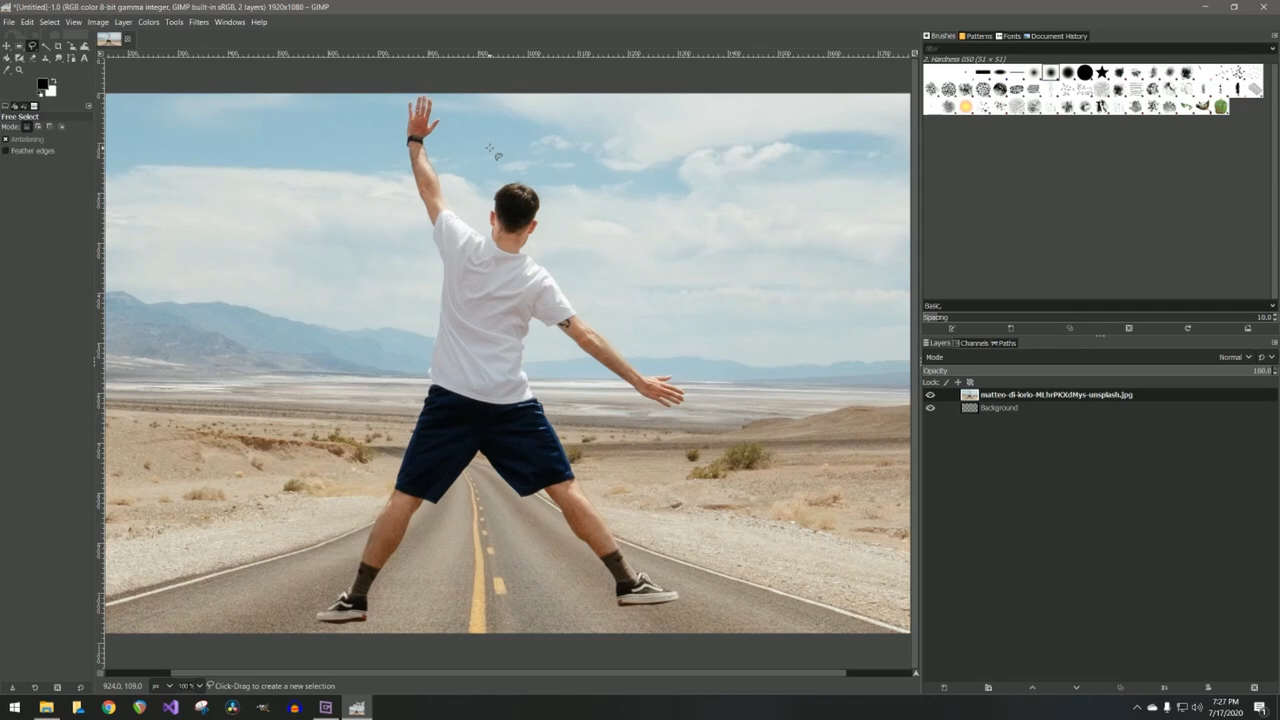 *[Untitled]-1.0 (RGB color 8-bit gamma integer, GIMP built-in sRGB, 2 layers) 1920x1080 – GIMP
File Edit Select View Image Layer Colors Tools Filters Windows Help
Brushes Patterns Fonts Document History
filter
2. Hardness 050 (51 × 51)
Free Select
Mode:
Antialiasing
Feather edges
Basic,
Spacing 10.0
Layers Channels Paths
Mode Normal
Opacity 100.0
Lock:
matteo-di-iorio-MLhrPKXdMys-unsplash.jpg
Background
924.0, 109.0 px 100 % Click-Drag to create a new selection
7:27 PM
7/17/2020